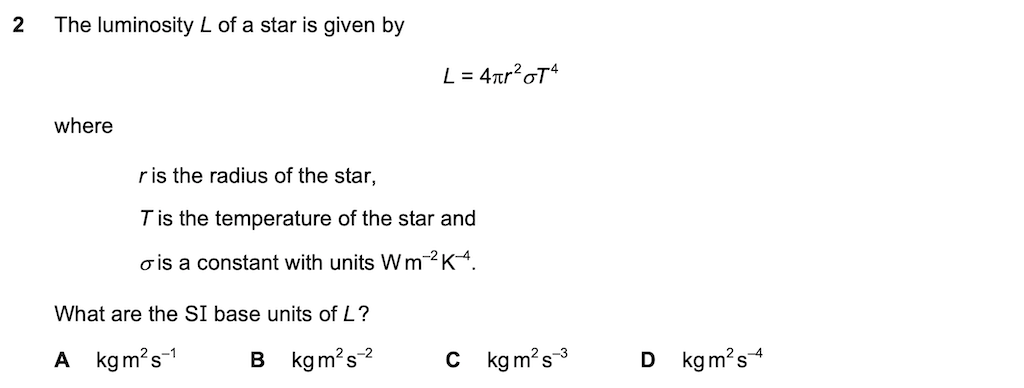 2 The luminosity L of a star is given by
L = 4πr²σT⁴
where
r is the radius of the star,
T is the temperature of the star and
σ is a constant with units W m⁻² K⁻⁴.
What are the SI base units of L?
A kg m² s⁻¹ B kg m² s⁻² C kg m² s⁻³ D kg m² s⁻⁴